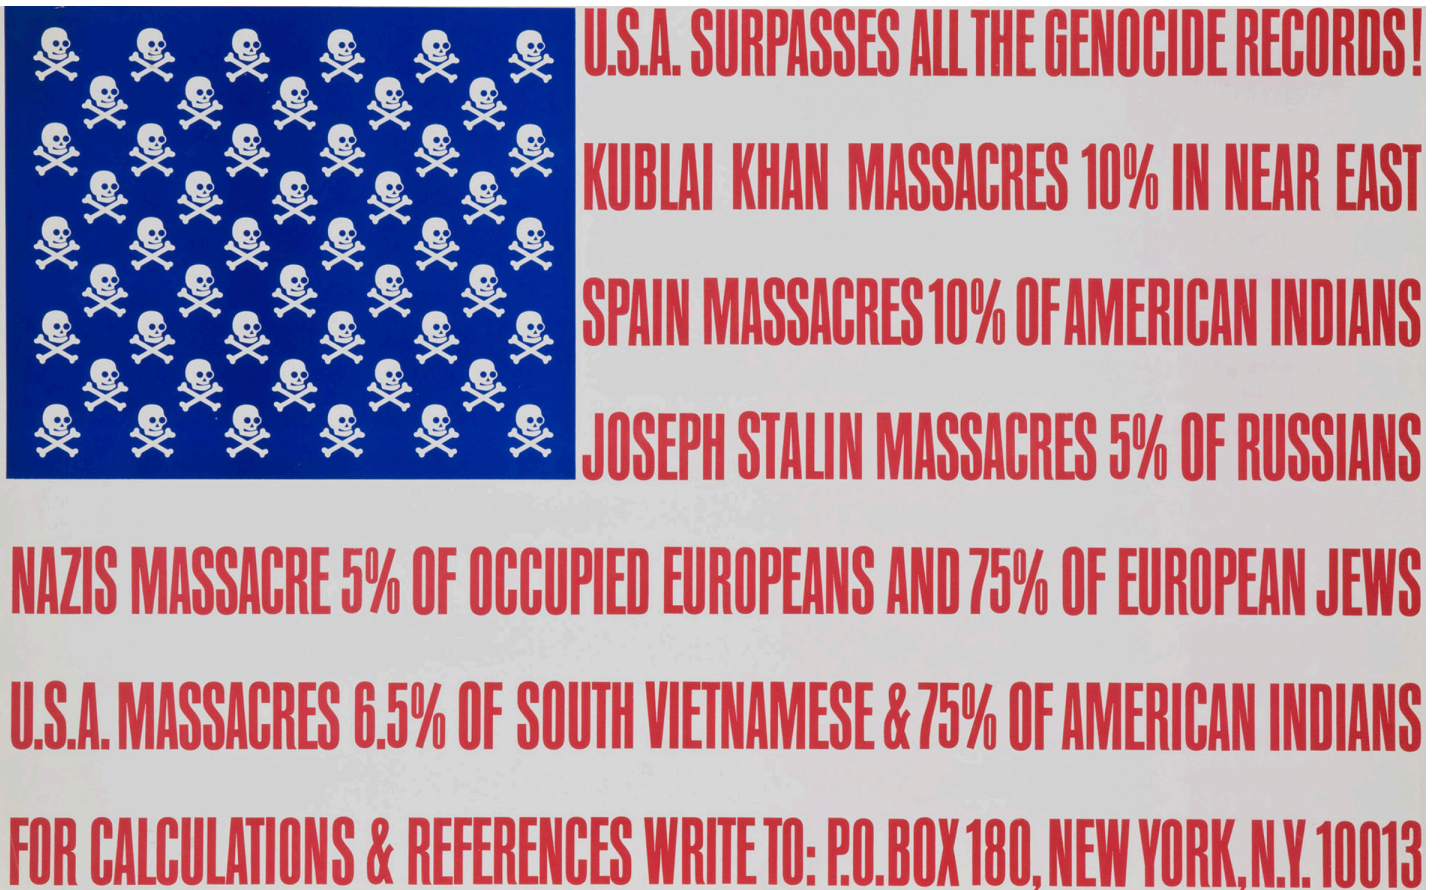 U.S.A. SURPASSES ALL THE GENOCIDE RECORDS!
KUBLAI KHAN MASSACRES 10% IN NEAR EAST
SPAIN MASSACRES 10% OF AMERICAN INDIANS
JOSEPH STALIN MASSACRES 5% OF RUSSIANS
NAZIS MASSACRE 5% OF OCCUPIED EUROPEANS AND 75% OF EUROPEAN JEWS
U.S.A. MASSACRES 6.5% OF SOUTH VIETNAMESE & 75% OF AMERICAN INDIANS
FOR CALCULATIONS & REFERENCES WRITE TO: P.O. BOX 180, NEW YORK, N.Y. 10013